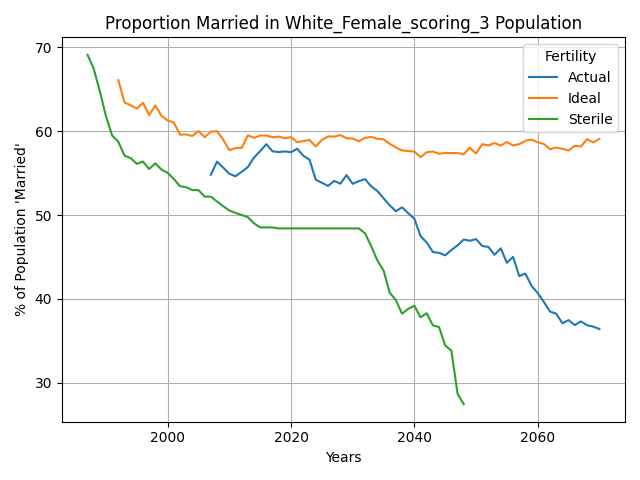 Proportion Married in White_Female_scoring_3 Population
% of Population 'Married'
70
60
50
40
30
Fertility
Actual
Ideal
Sterile
2000
2020
2040
2060
Years